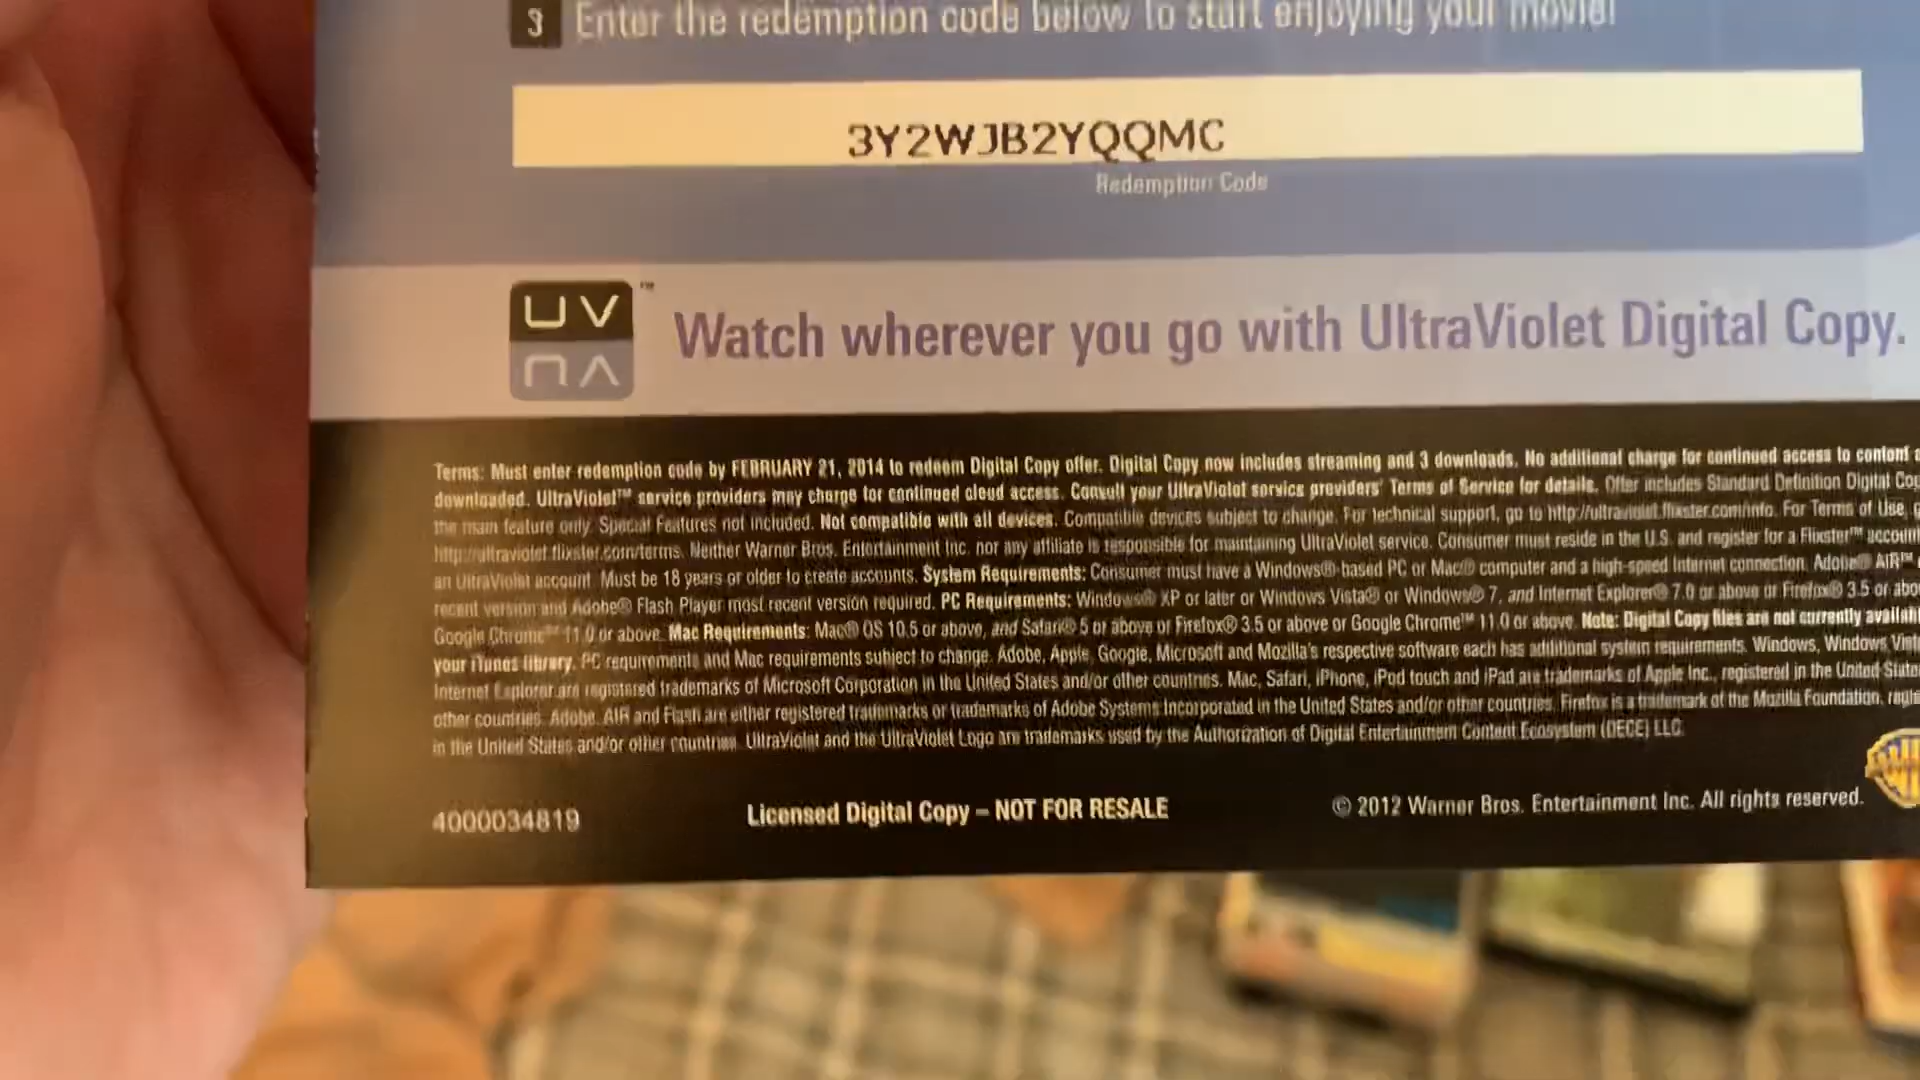 3 Enter the redemption code below to start enjoying your movie!
3Y2WJB2YQQMC
Redemption Code
UV ™
Watch wherever you go with UltraViolet Digital Copy.
Terms: Must enter redemption code by FEBRUARY 21, 2014 to redeem Digital Copy offer. Digital Copy now includes streaming and 3 downloads. No additional charge for continued access to content
downloaded. UltraViolet™ service providers may charge for continued cloud access. Consult your UltraViolet service providers' Terms of Service for details. Offer includes Standard Definition Digital
the main feature only. Special Features not included. Not compatible with all devices. Compatible devices subject to change. For technical support, go to http://ultraviolet.flixster.com/info. For Terms of Use,
http://ultraviolet.flixster.com/terms. Neither Warner Bros. Entertainment Inc. nor any affiliate is responsible for maintaining UltraViolet service. Consumer must reside in the U.S. and register for a Flixster™ account
an UltraViolet account. Must be 18 years or older to create accounts. System Requirements: Consumer must have a Windows® based PC or Mac® computer and a high-speed Internet connection. Adobe® AIR™
recent version and Adobe® Flash Player most recent version required. PC Requirements: Windows® XP or later or Windows Vista® or Windows® 7, and Internet Explorer® 7.0 or above or Firefox® 3.5 or
Google Chrome™ 11.0 or above. Mac Requirements: Mac® OS 10.5 or above, and Safari® 5 or above or Firefox® 3.5 or above or Google Chrome™ 11.0 or above. Note: Digital Copy files are not currently
your iTunes library. PC requirements and Mac requirements subject to change. Adobe, Apple, Google, Microsoft and Mozilla's respective software each has additional system requirements. Windows, Windows
Internet Explorer are registered trademarks of Microsoft Corporation in the United States and/or other countries. Mac, Safari, iPhone, iPod touch and iPad are trademarks of Apple Inc., registered in the United
other countries. Adobe, AIR and Flash are either registered trademarks or trademarks of Adobe Systems Incorporated in the United States and/or other countries. Firefox is a trademark of the Mozilla Foundation,
in the United States and/or other countries. UltraViolet and the UltraViolet Logo are trademarks used by the Authorization of Digital Entertainment Content Ecosystem (DECE) LLC.
4000034819 Licensed Digital Copy – NOT FOR RESALE © 2012 Warner Bros. Entertainment Inc. All rights reserved.